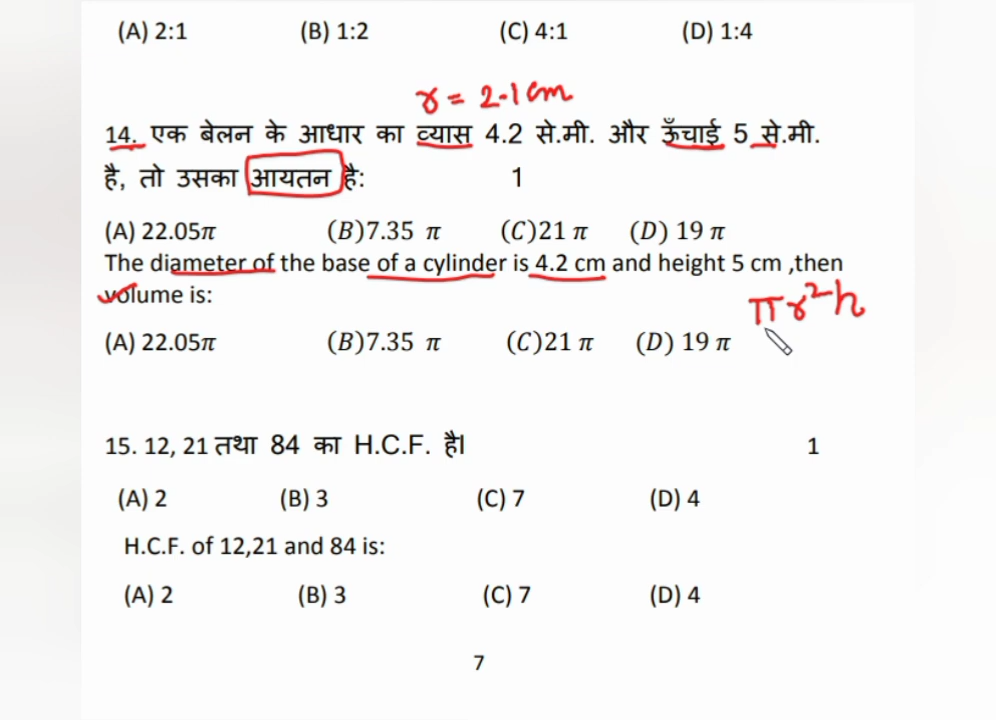 (A) 2:1 (B) 1:2 (C) 4:1 (D) 1:4
r = 2.1 cm
14. एक बेलन के आधार का व्यास 4.2 से.मी. और ऊँचाई 5 से.मी.
है, तो उसका आयतन है: 1
(A) 22.05π (B)7.35 π (C)21 π (D) 19 π
The diameter of the base of a cylinder is 4.2 cm and height 5 cm ,then
volume is:
πr²h
(A) 22.05π (B)7.35 π (C)21 π (D) 19 π
15. 12, 21 तथा 84 का H.C.F. है। 1
(A) 2 (B) 3 (C) 7 (D) 4
H.C.F. of 12,21 and 84 is:
(A) 2 (B) 3 (C) 7 (D) 4
7